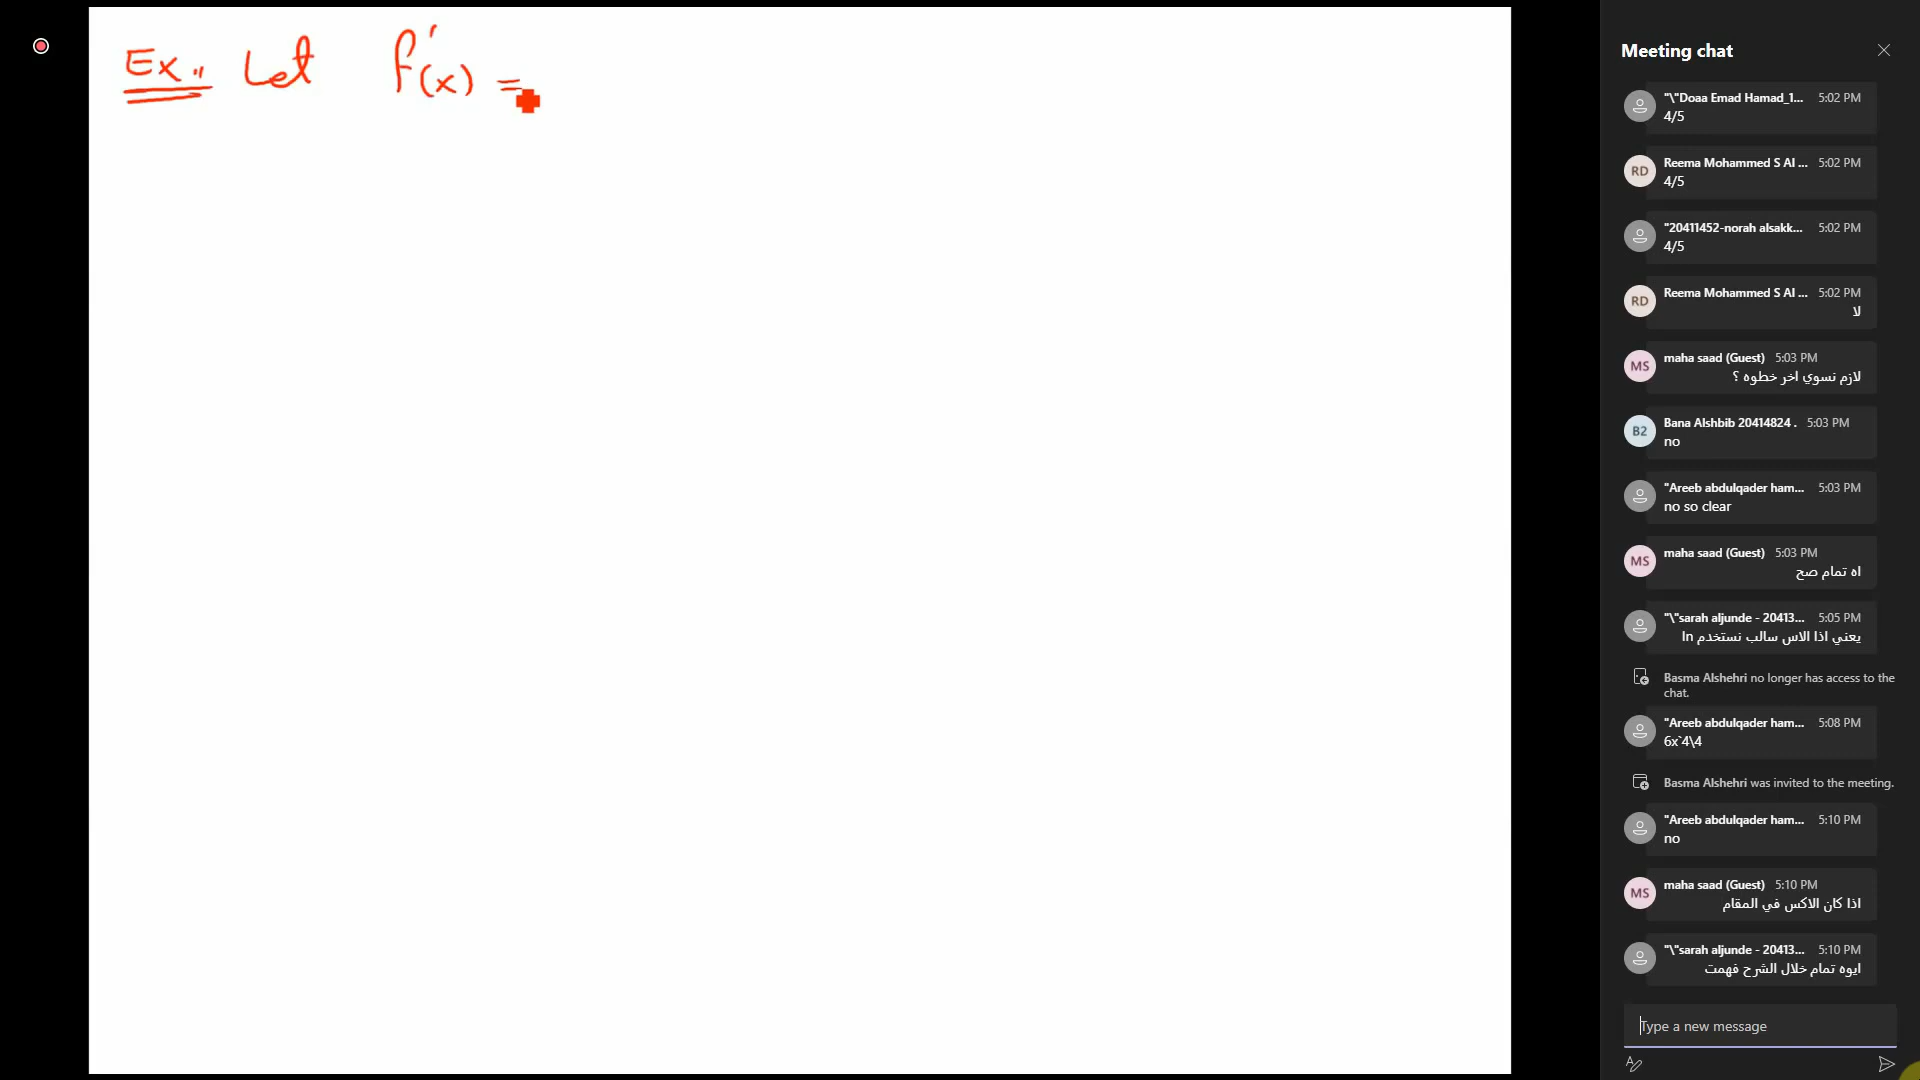 Ex.. Let f'(x) =
Meeting chat
"\"Doaa Emad Hamad_1... 5:02 PM
4/5
RD Reema Mohammed S Al ... 5:02 PM
4/5
"20411452-norah alsakk... 5:02 PM
4/5
RD Reema Mohammed S Al ... 5:02 PM
لا
MS maha saad (Guest) 5:03 PM
لازم نسوي اخر خطوه ؟
B2 Bana Alshbib 20414824 . 5:03 PM
no
"Areeb abdulqader ham... 5:03 PM
no so clear
MS maha saad (Guest) 5:03 PM
اه تمام صح
"\"sarah aljunde - 20413... 5:05 PM
يعني اذا الاس سالب نستخدم ln
Basma Alshehri no longer has access to the
chat.
"Areeb abdulqader ham... 5:08 PM
6x`4\4
Basma Alshehri was invited to the meeting.
"Areeb abdulqader ham... 5:10 PM
no
MS maha saad (Guest) 5:10 PM
اذا كان الاكس في المقام
"\"sarah aljunde - 20413... 5:10 PM
ايوه تمام خلال الشرح فهمت
Type a new message